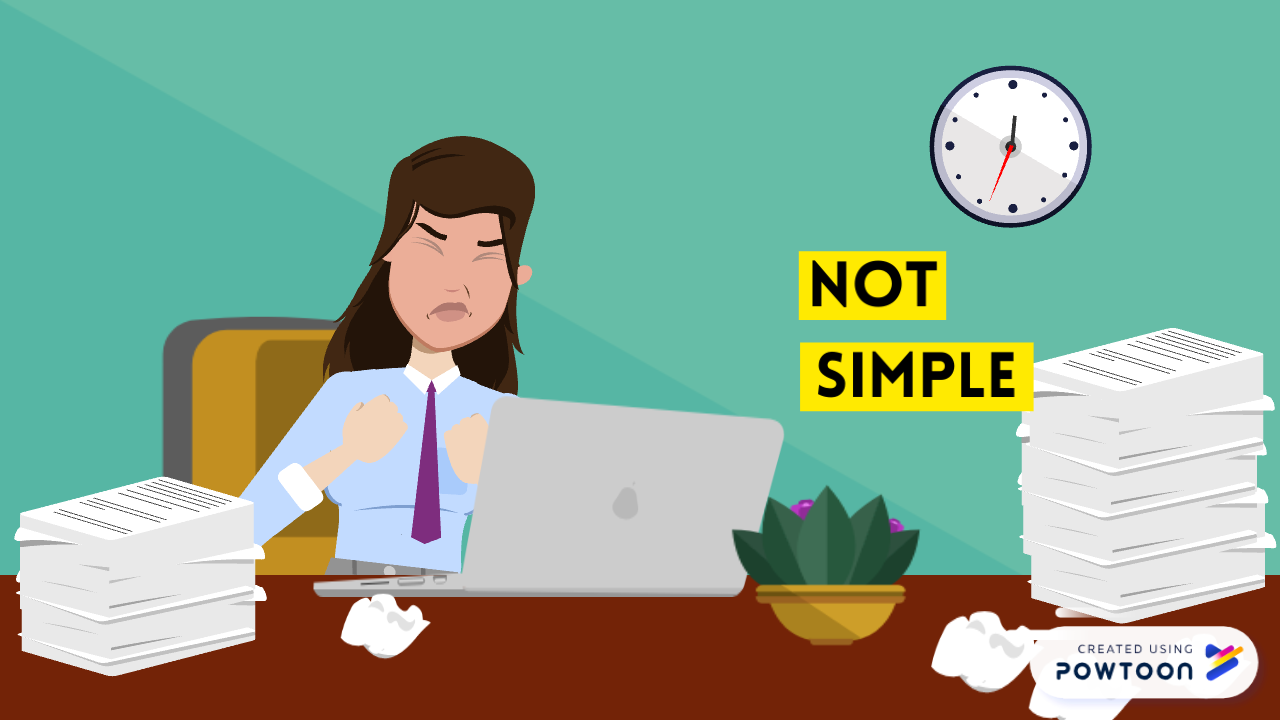 NOT
SIMPLE
CREATED USING
POWTOON